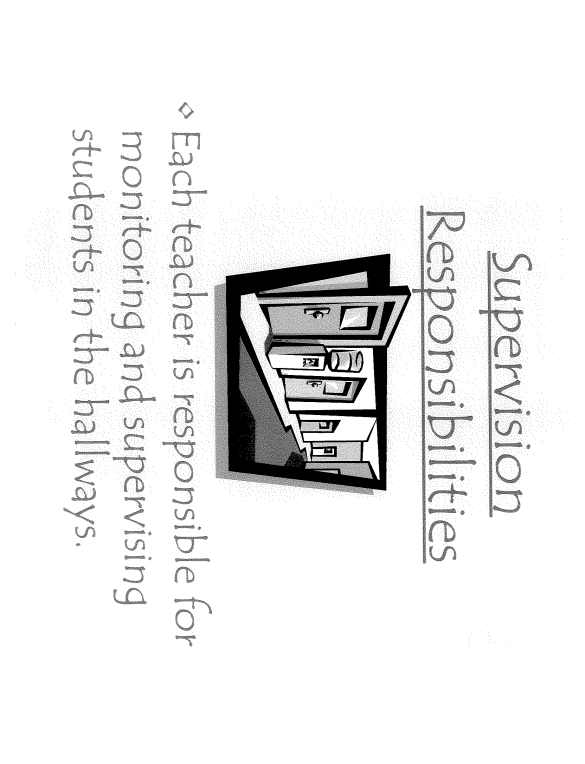 Supervision
Responsibilities
◊ Each teacher is responsible for
monitoring and supervising
students in the hallways.